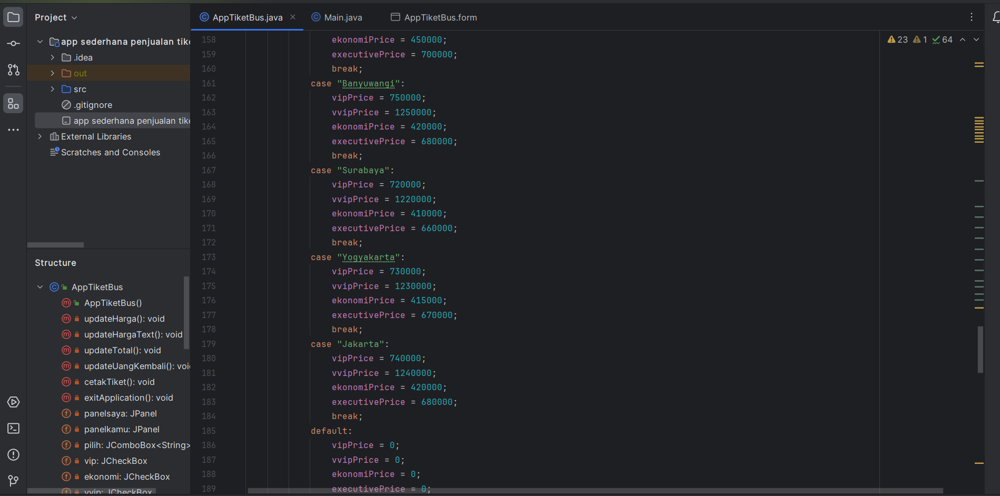 Project
app sederhana penjualan tike
.idea
out
src
.gitignore
app sederhana penjualan tike
External Libraries
Scratches and Consoles
Structure
AppTiketBus
AppTiketBus()
updateHarga(): void
updateHargaText(): void
updateTotal(): void
updateUangKembali(): void
cetakTiket(): void
exitApplication(): void
panelsaya: JPanel
panelkamu: JPanel
pilih: JComboBox<String>
vip: JCheckBox
ekonomi: JCheckBox
vvip: JCheckBox
AppTiketBus.java
Main.java
AppTiketBus.form
23 1 64
158 ekonomiPrice = 450000;
159 executivePrice = 700000;
160 break;
161 case "Banyuwangi":
162 vipPrice = 750000;
163 vvipPrice = 1250000;
164 ekonomiPrice = 420000;
165 executivePrice = 680000;
166 break;
167 case "Surabaya":
168 vipPrice = 720000;
169 vvipPrice = 1220000;
170 ekonomiPrice = 410000;
171 executivePrice = 660000;
172 break;
173 case "Yogyakarta":
174 vipPrice = 730000;
175 vvipPrice = 1230000;
176 ekonomiPrice = 415000;
177 executivePrice = 670000;
178 break;
179 case "Jakarta":
180 vipPrice = 740000;
181 vvipPrice = 1240000;
182 ekonomiPrice = 420000;
183 executivePrice = 680000;
184 break;
185 default:
186 vipPrice = 0;
187 vvipPrice = 0;
188 ekonomiPrice = 0;
189 executivePrice = 0;